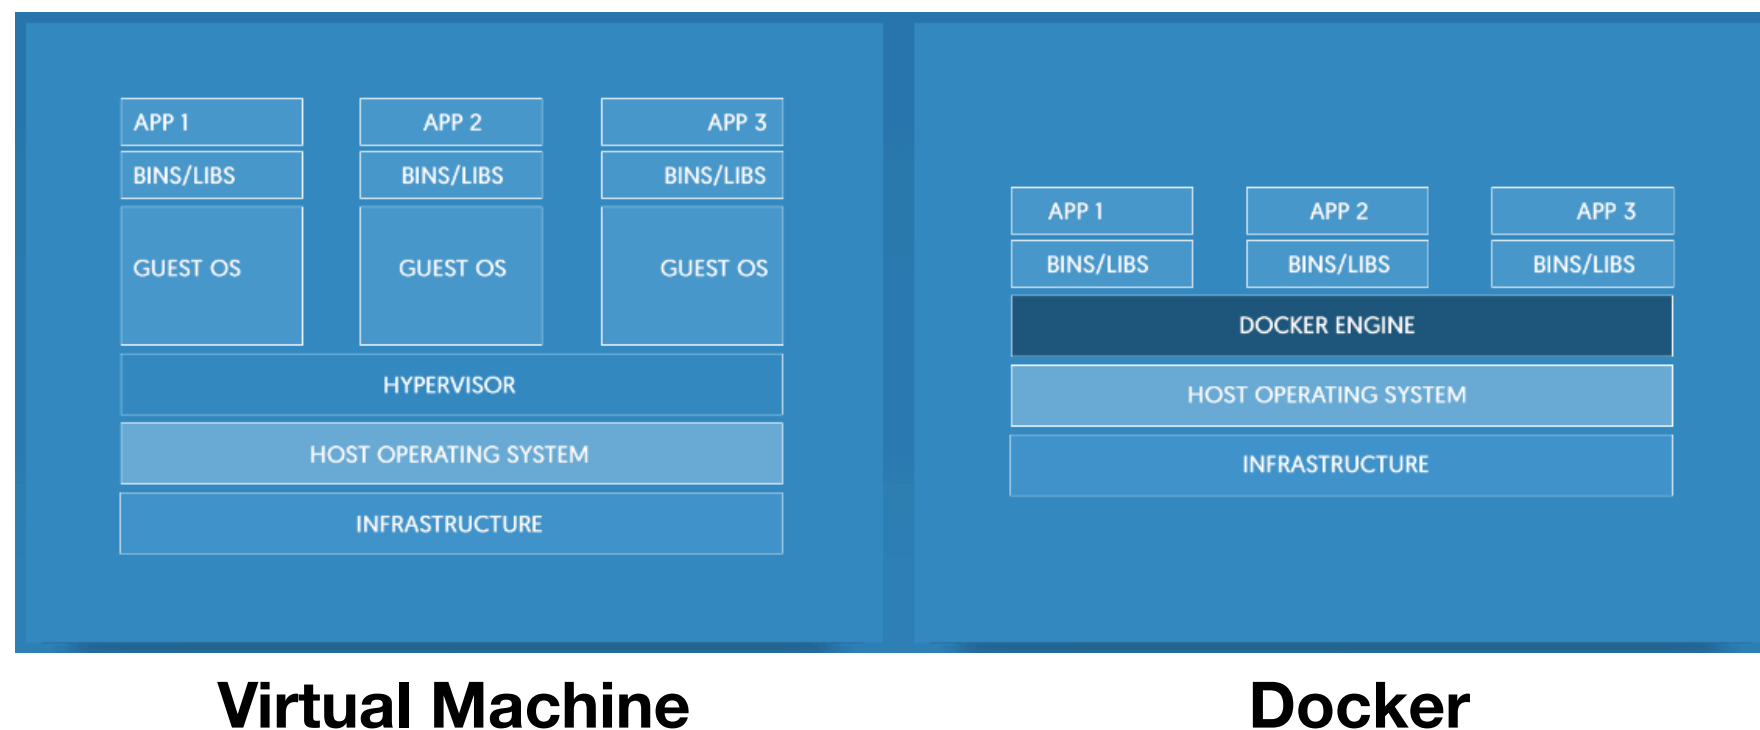 APP 1
APP 2
APP 3
BINS/LIBS
BINS/LIBS
BINS/LIBS
GUEST OS
GUEST OS
GUEST OS
HYPERVISOR
HOST OPERATING SYSTEM
INFRASTRUCTURE
Virtual Machine
APP 1
APP 2
APP 3
BINS/LIBS
BINS/LIBS
BINS/LIBS
DOCKER ENGINE
HOST OPERATING SYSTEM
INFRASTRUCTURE
Docker